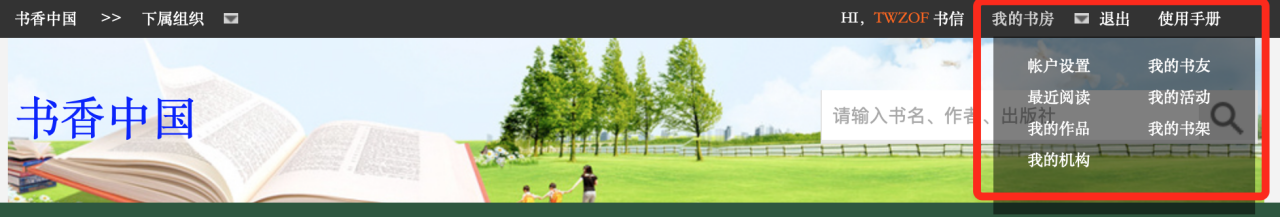 书香中国 >> 下属组织 HI，TWZOF 书信 我的书房 退出 使用手册
书香中国
请输入书名、作者、出版社
帐户设置 我的书友
最近阅读 我的活动
我的作品 我的书架
我的机构